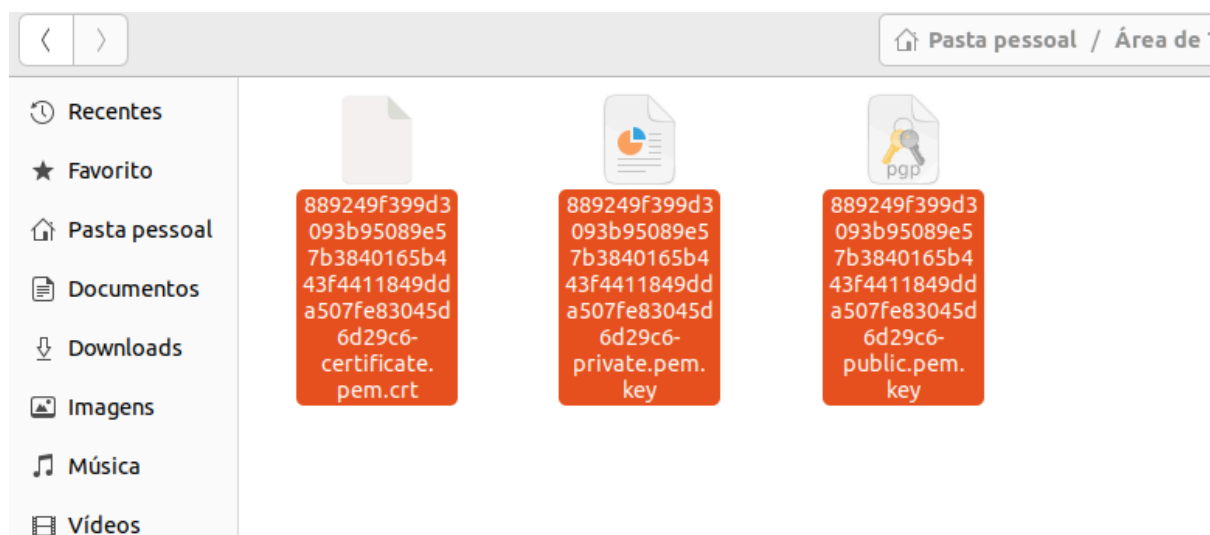 Pasta pessoal / Área de
Recentes
Favorito
Pasta pessoal
Documentos
Downloads
Imagens
Música
Vídeos
pgp
889249f399d3
093b95089e5
7b3840165b4
43f4411849dd
a507fe83045d
6d29c6-
certificate.
pem.crt
889249f399d3
093b95089e5
7b3840165b4
43f4411849dd
a507fe83045d
6d29c6-
private.pem.
key
889249f399d3
093b95089e5
7b3840165b4
43f4411849dd
a507fe83045d
6d29c6-
public.pem.
key